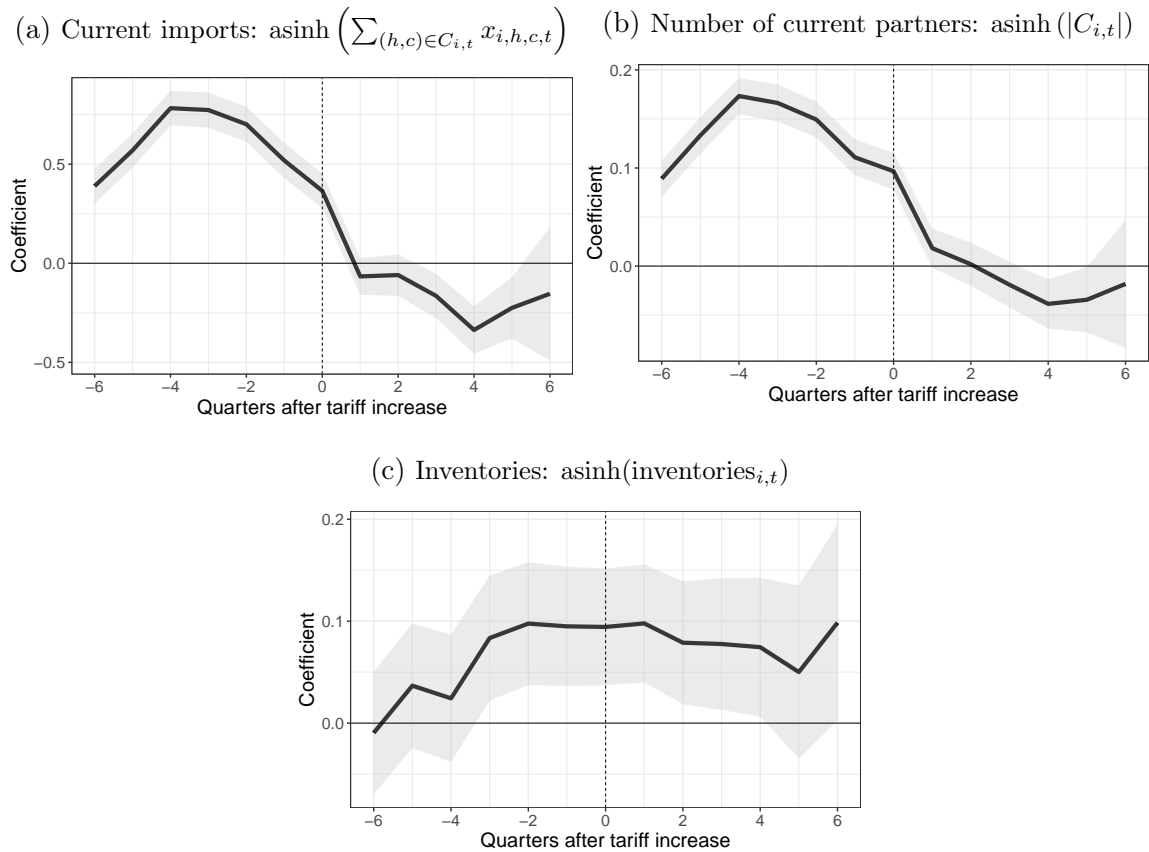 (a) Current imports: asinh(∑_{(h,c)∈C_{i,t}} x_{i,h,c,t})
0.5
0.0
−0.5
−6 −4 −2 0 2 4 6
Coefficient
Quarters after tariff increase
(b) Number of current partners: asinh(|C_{i,t}|)
0.2
0.1
0.0
−6 −4 −2 0 2 4 6
Coefficient
Quarters after tariff increase
(c) Inventories: asinh(inventories_{i,t})
0.2
0.1
0.0
−6 −4 −2 0 2 4 6
Coefficient
Quarters after tariff increase